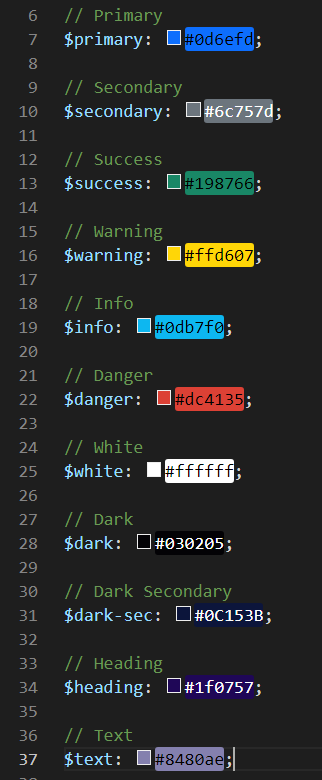 6 // Primary
7 $primary: #0d6efd;
8
9 // Secondary
10 $secondary: #6c757d;
11
12 // Success
13 $success: #198766;
14
15 // Warning
16 $warning: #ffd607;
17
18 // Info
19 $info: #0db7f0;
20
21 // Danger
22 $danger: #dc4135;
23
24 // White
25 $white: #ffffff;
26
27 // Dark
28 $dark: #030205;
29
30 // Dark Secondary
31 $dark-sec: #0C153B;
32
33 // Heading
34 $heading: #1f0757;
35
36 // Text
37 $text: #8480ae;